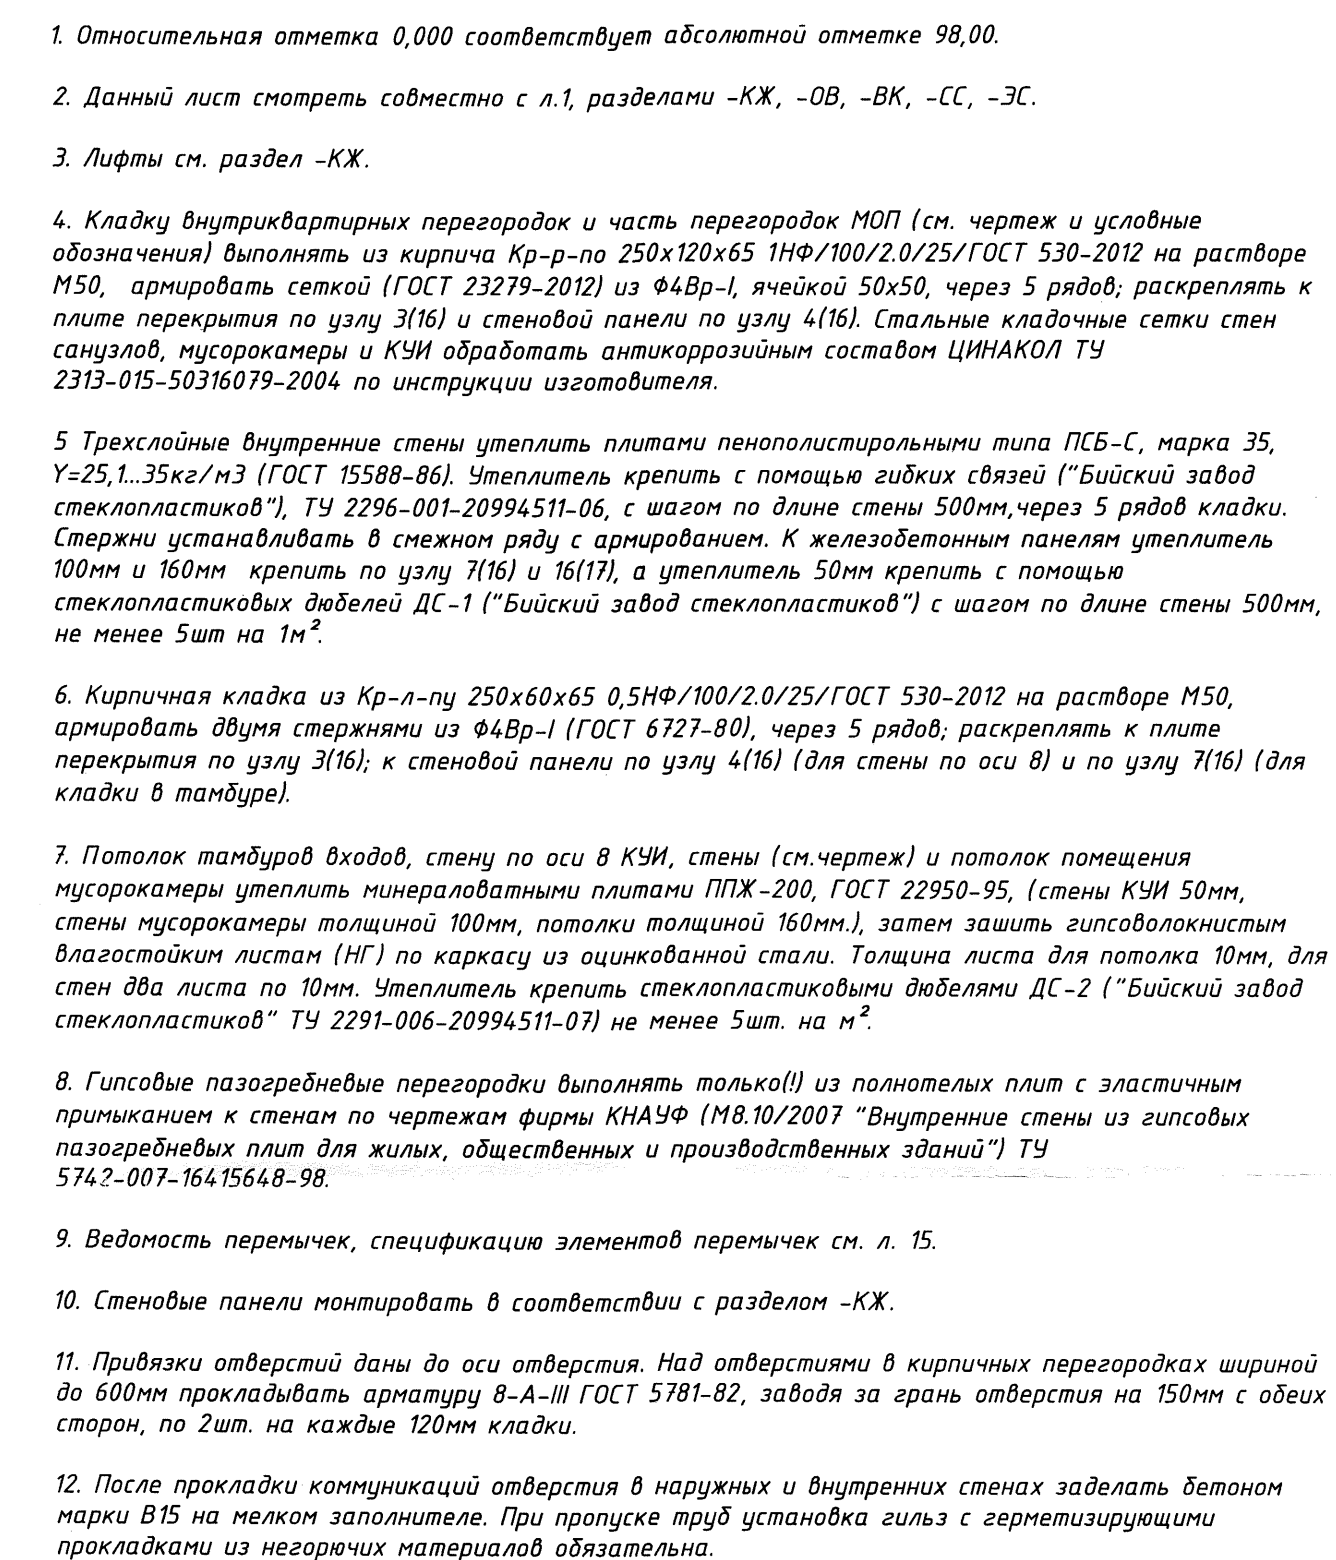 1. Относительная отметка 0,000 соответствует абсолютной отметке 98,00.
2. Данный лист смотреть совместно с л.1, разделами -КЖ, -ОВ, -ВК, -СС, -ЭС.
3. Лифты см. раздел -КЖ.
4. Кладку внутриквартирных перегородок и часть перегородок МОП (см. чертеж и условные
обозначения) выполнять из кирпича Кр-р-по 250х120х65 1НФ/100/2.0/25/ГОСТ 530-2012 на растворе
М50, армировать сеткой (ГОСТ 23279-2012) из Ф4Вр-I, ячейкой 50х50, через 5 рядов; раскреплять к
плите перекрытия по узлу 3(16) и стеновой панели по узлу 4(16). Стальные кладочные сетки стен
санузлов, мусорокамеры и КУИ обработать антикоррозийным составом ЦИНАКОЛ ТУ
2313-015-50316079-2004 по инструкции изготовителя.
5 Трехслойные внутренние стены утеплить плитами пенополистирольными типа ПСБ-С, марка 35,
Y=25,1...35кг/м3 (ГОСТ 15588-86). Утеплитель крепить с помощью гибких связей ("Бийский завод
стеклопластиков"), ТУ 2296-001-20994511-06, с шагом по длине стены 500мм,через 5 рядов кладки.
Стержни устанавливать в смежном ряду с армированием. К железобетонным панелям утеплитель
100мм и 160мм крепить по узлу 7(16) и 16(17), а утеплитель 50мм крепить с помощью
стеклопластиковых дюбелей ДС-1 ("Бийский завод стеклопластиков") с шагом по длине стены 500мм,
не менее 5шт на 1м².
6. Кирпичная кладка из Кр-л-пу 250х60х65 0,5НФ/100/2.0/25/ГОСТ 530-2012 на растворе М50,
армировать двумя стержнями из Ф4Вр-I (ГОСТ 6727-80), через 5 рядов; раскреплять к плите
перекрытия по узлу 3(16); к стеновой панели по узлу 4(16) (для стены по оси 8) и по узлу 7(16) (для
кладки в тамбуре).
7. Потолок тамбуров входов, стену по оси 8 КУИ, стены (см.чертеж) и потолок помещения
мусорокамеры утеплить минераловатными плитами ППЖ-200, ГОСТ 22950-95, (стены КУИ 50мм,
стены мусорокамеры толщиной 100мм, потолки толщиной 160мм.), затем зашить гипсоволокнистым
влагостойким листам (НГ) по каркасу из оцинкованной стали. Толщина листа для потолка 10мм, для
стен два листа по 10мм. Утеплитель крепить стеклопластиковыми дюбелями ДС-2 ("Бийский завод
стеклопластиков" ТУ 2291-006-20994511-07) не менее 5шт. на м².
8. Гипсовые пазогребневые перегородки выполнять только(!) из полнотелых плит с эластичным
примыканием к стенам по чертежам фирмы КНАУФ (М8.10/2007 "Внутренние стены из гипсовых
пазогребневых плит для жилых, общественных и производственных зданий") ТУ
5742-007-16415648-98.
9. Ведомость перемычек, спецификацию элементов перемычек см. л. 15.
10. Стеновые панели монтировать в соответствии с разделом -КЖ.
11. Привязки отверстий даны до оси отверстия. Над отверстиями в кирпичных перегородках шириной
до 600мм прокладывать арматуру 8-А-III ГОСТ 5781-82, заводя за грань отверстия на 150мм с обеих
сторон, по 2шт. на каждые 120мм кладки.
12. После прокладки коммуникаций отверстия в наружных и внутренних стенах заделать бетоном
марки В15 на мелком заполнителе. При пропуске труб установка гильз с герметизирующими
прокладками из негорючих материалов обязательна.